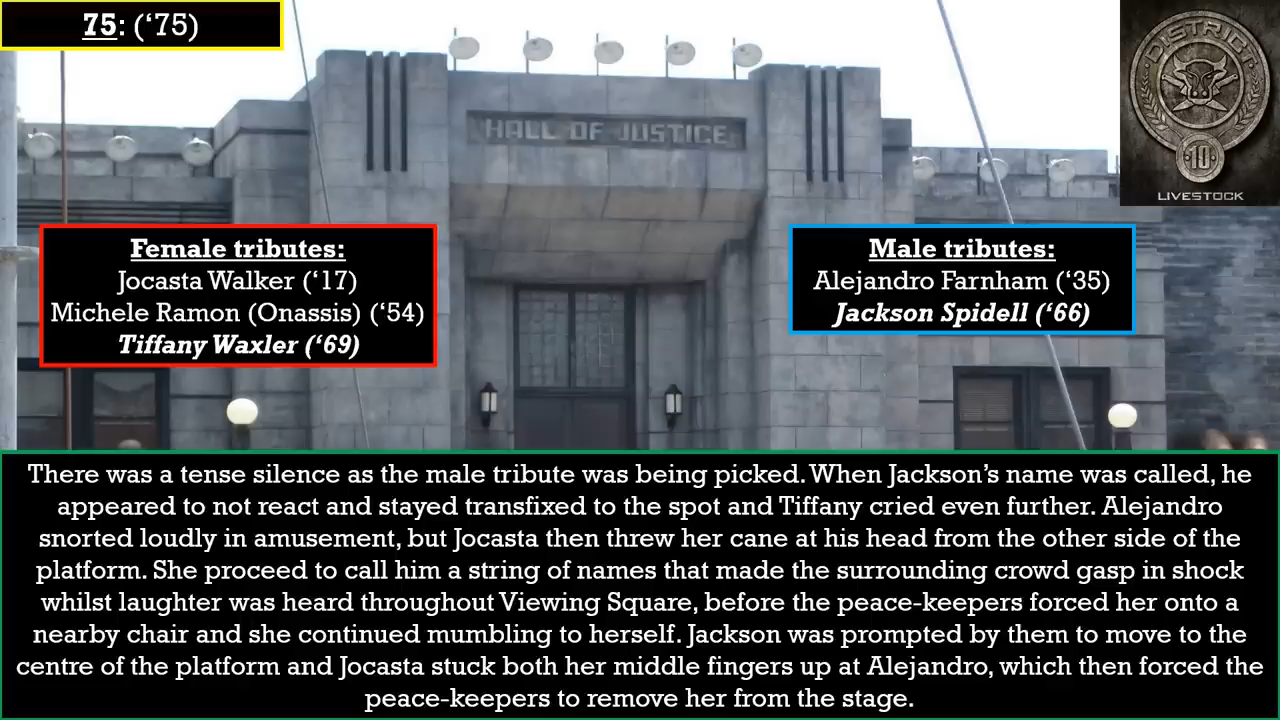 75: (‘75)
DISTRICT
10
LIVESTOCK
HALL OF JUSTICE
Female tributes:
Jocasta Walker (‘17)
Michele Ramon (Onassis) (‘54)
Tiffany Waxler (‘69)
Male tributes:
Alejandro Farnham (‘35)
Jackson Spidell (‘66)
There was a tense silence as the male tribute was being picked. When Jackson’s name was called, he
appeared to not react and stayed transfixed to the spot and Tiffany cried even further. Alejandro
snorted loudly in amusement, but Jocasta then threw her cane at his head from the other side of the
platform. She proceed to call him a string of names that made the surrounding crowd gasp in shock
whilst laughter was heard throughout Viewing Square, before the peace-keepers forced her onto a
nearby chair and she continued mumbling to herself. Jackson was prompted by them to move to the
centre of the platform and Jocasta stuck both her middle fingers up at Alejandro, which then forced the
peace-keepers to remove her from the stage.